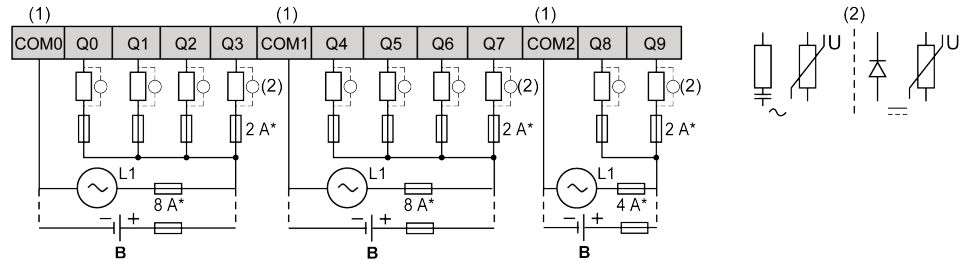 (1) (1) (1) (2)
COM0 Q0 Q1 Q2 Q3 COM1 Q4 Q5 Q6 Q7 COM2 Q8 Q9
U U
(2) (2) (2)
2 A* 2 A* 2 A*
L1 L1 L1
8 A* 8 A* 4 A*
− + − + − +
B B B